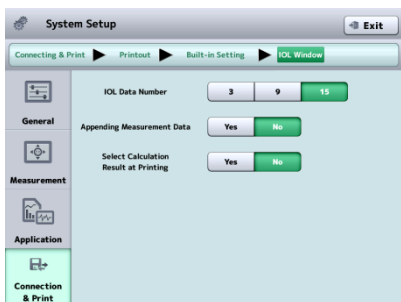 System Setup
Exit
Connecting & Print Printout Built-in Setting IOL Window
IOL Data Number 3 9 15
General
Appending Measurement Data Yes No
Select Calculation
Result at Printing Yes No
Measurement
Application
Connection
& Print